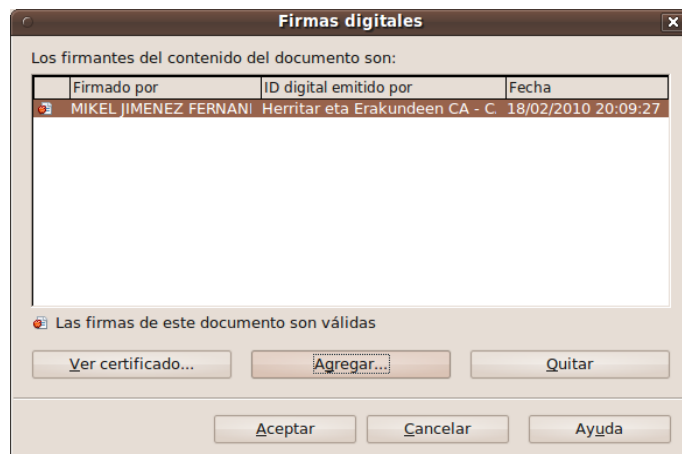 Firmas digitales
Los firmantes del contenido del documento son:
Firmado por ID digital emitido por Fecha
MIKEL JIMENEZ FERNANI Herritar eta Erakundeen CA - C. 18/02/2010 20:09:27
Las firmas de este documento son válidas
Ver certificado... Agregar... Quitar
Aceptar Cancelar Ayuda